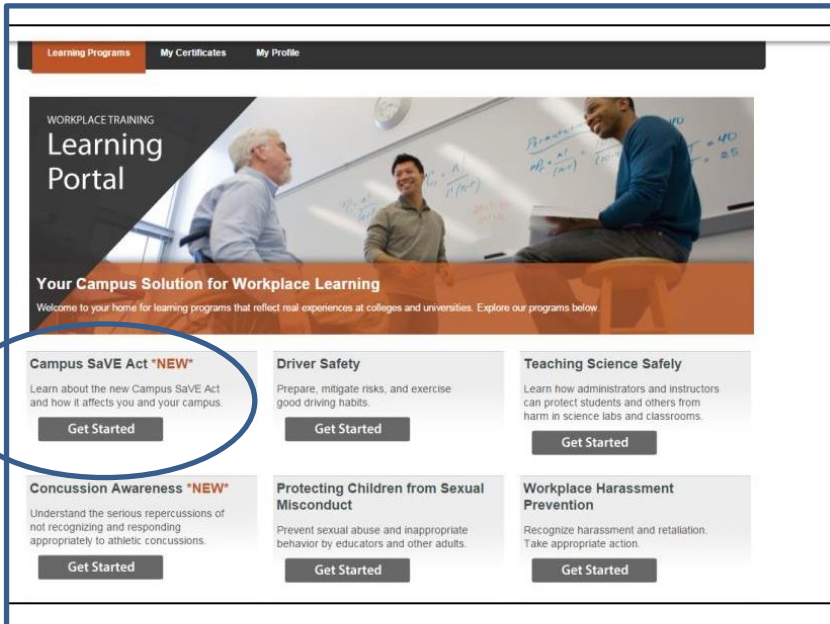 Learning Programs My Certificates My Profile
WORKPLACE TRAINING
Learning
Portal
Your Campus Solution for Workplace Learning
Welcome to your home for learning programs that reflect real experiences at colleges and universities. Explore our programs below.
Campus SaVE Act *NEW*
Learn about the new Campus SaVE Act
and how it affects you and your campus.
Get Started
Driver Safety
Prepare, mitigate risks, and exercise
good driving habits.
Get Started
Teaching Science Safely
Learn how administrators and instructors
can protect students and others from
harm in science labs and classrooms.
Get Started
Concussion Awareness *NEW*
Understand the serious repercussions of
not recognizing and responding
appropriately to athletic concussions.
Get Started
Protecting Children from Sexual
Misconduct
Prevent sexual abuse and inappropriate
behavior by educators and other adults.
Get Started
Workplace Harassment
Prevention
Recognize harassment and retaliation.
Take appropriate action.
Get Started